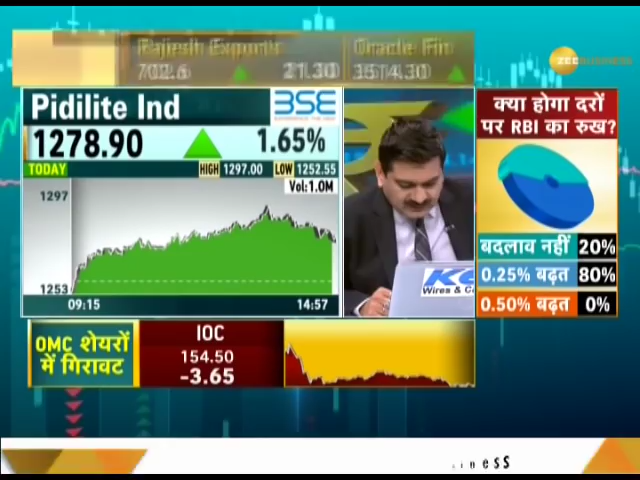 Rajesh Exports
Oracle Fin
702.6
21.30
3514.30
ZEE BUSINESS
Pidilite Ind
BSE
1278.90
1.65%
TODAY
HIGH 1297.00 LOW 1252.55
Vol:1.0M
1297
1253
09:15
14:57
क्या होगा दरों
पर RBI का रुख?
बदलाव नहीं 20%
0.25% बढ़त 80%
0.50% बढ़त 0%
Wires & C
OMC शेयरों
में गिरावट
IOC
154.50
-3.65